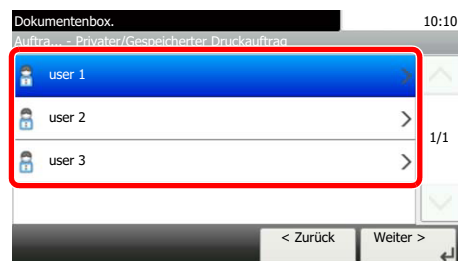 Dokumentenbox. 10:10
Auftra... - Privater/Gespeicherter Druckauftrag
user 1
user 2
1/1
user 3
< Zurück Weiter >